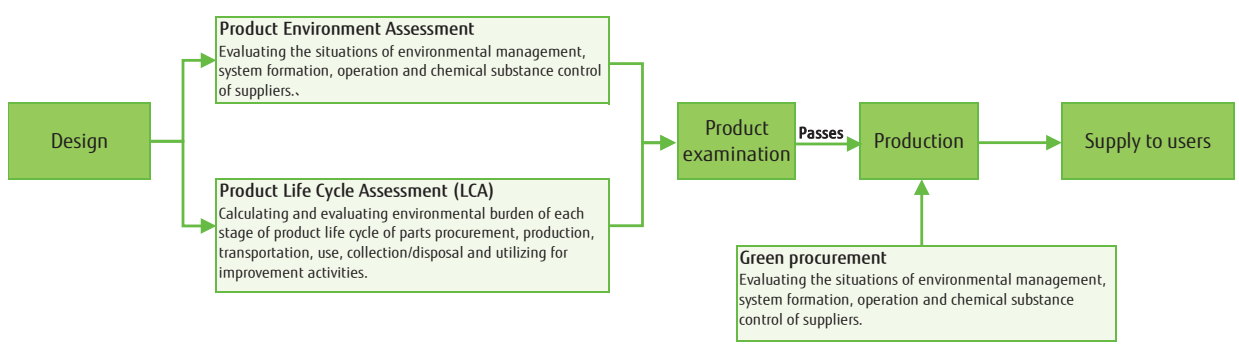 Product Environment Assessment
Evaluating the situations of environmental management,
system formation, operation and chemical substance control
of suppliers.、
Design
Product
examination
Passes
Production
Supply to users
Product Life Cycle Assessment (LCA)
Calculating and evaluating environmental burden of each
stage of product life cycle of parts procurement, production,
transportation, use, collection/disposal and utilizing for
improvement activities.
Green procurement
Evaluating the situations of environmental management,
system formation, operation and chemical substance
control of suppliers.